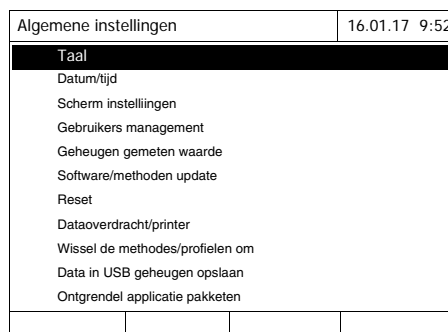 Algemene instellingen 16.01.17 9:52
Taal
Datum/tijd
Scherm instelliingen
Gebruikers management
Geheugen gemeten waarde
Software/methoden update
Reset
Dataoverdracht/printer
Wissel de methodes/profielen om
Data in USB geheugen opslaan
Ontgrendel applicatie pakketen